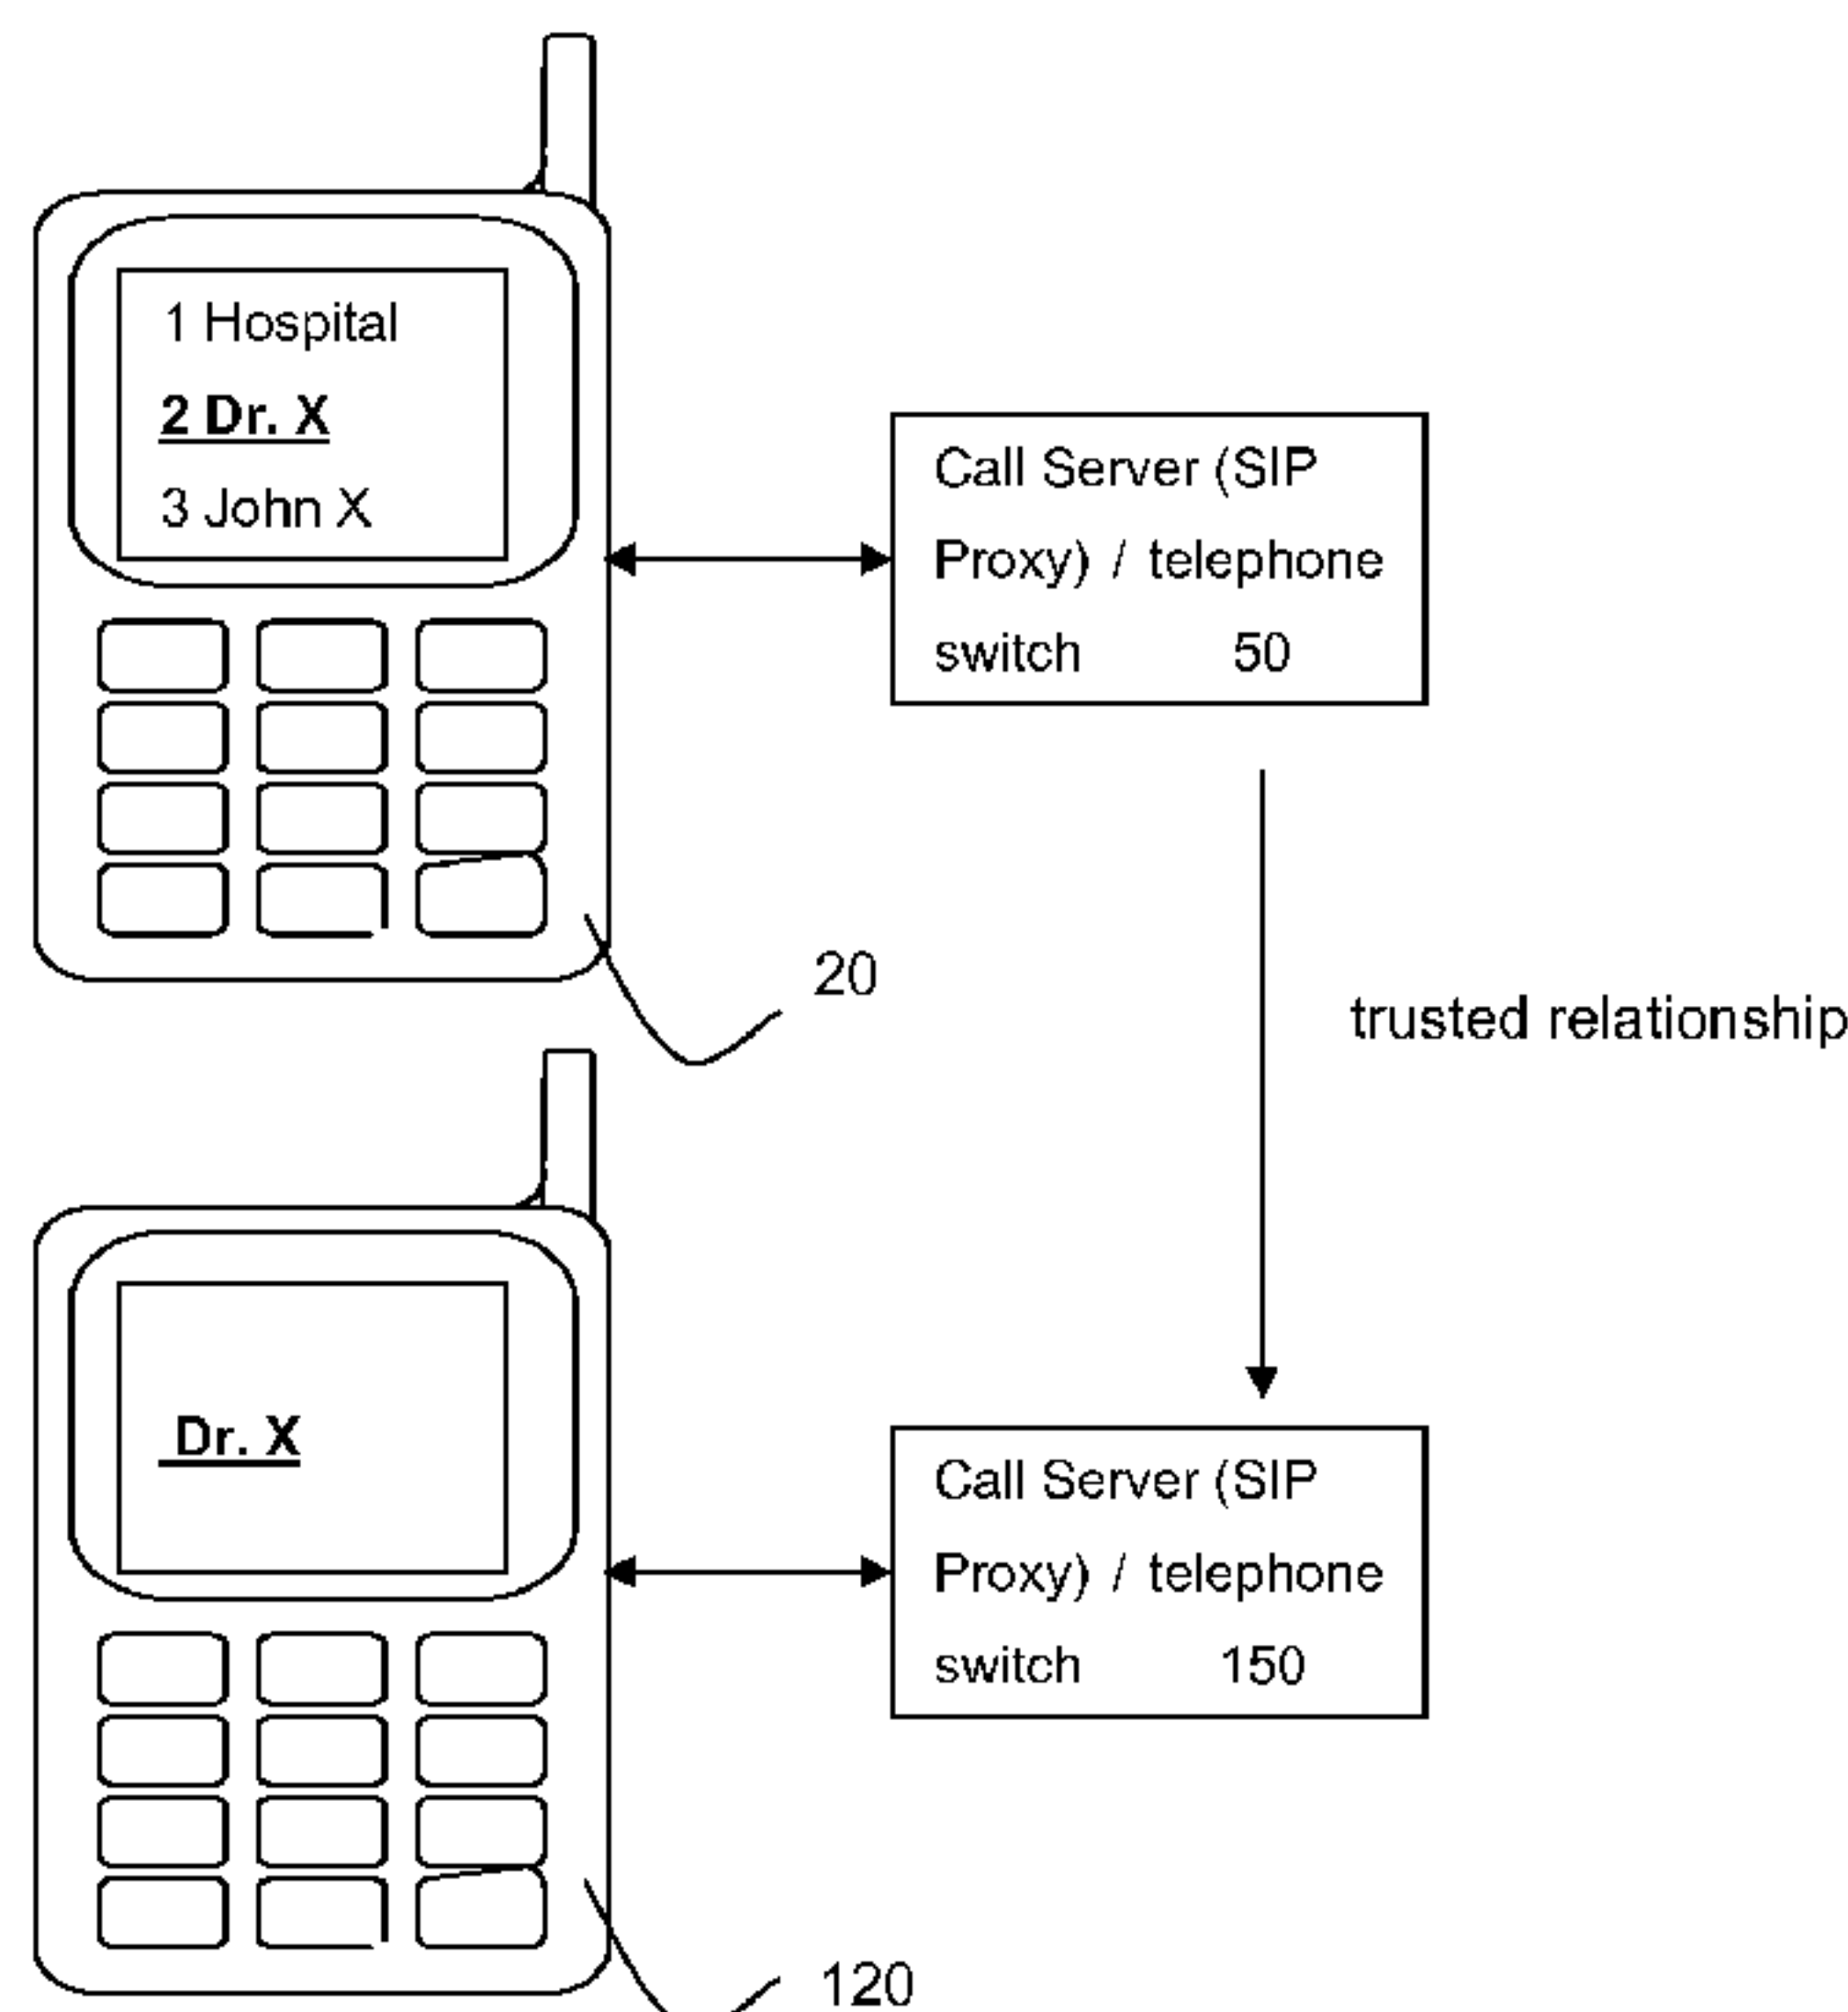 1 Hospital
2 Dr. X
3 John X
Call Server (SIP
Proxy) / telephone
switch 50
20
trusted relationship
Dr. X
Call Server (SIP
Proxy) / telephone
switch 150
120